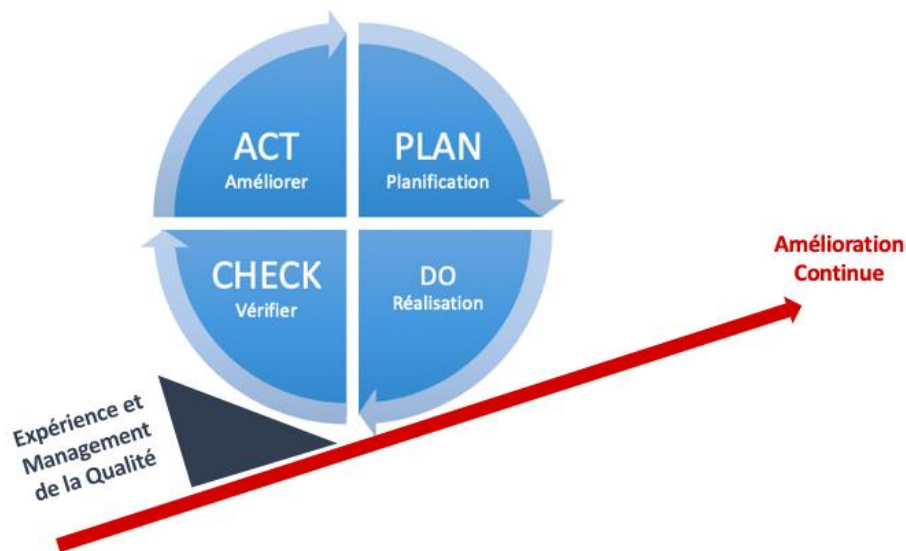 ACT
Améliorer
PLAN
Planification
CHECK
Vérifier
DO
Réalisation
Amélioration
Continue
Expérience et
Management
de la Qualité